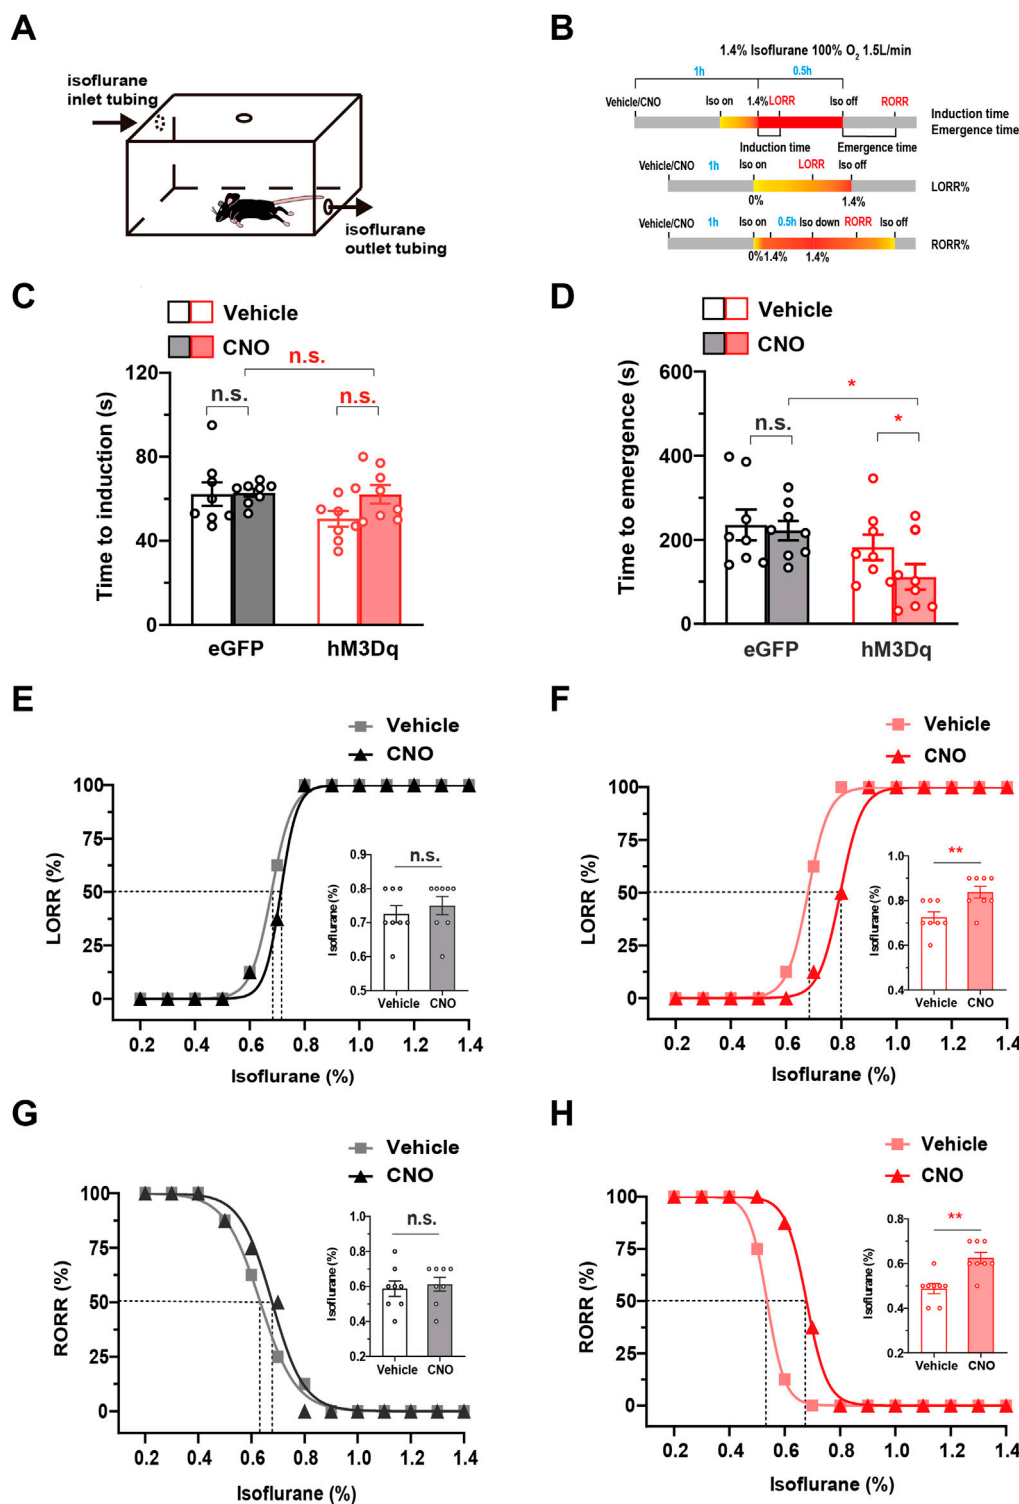 A
isoflurane
inlet tubing
isoflurane
outlet tubing
B
1.4% Isoflurane 100% O2 1.5L/min
1h 0.5h
Vehicle/CNO Iso on 1.4% LORR Iso off RORR
Induction time
Emergence time
Induction time Emergence time
Vehicle/CNO 1h Iso on LORR Iso off
LORR%
0% 1.4%
Vehicle/CNO 1h Iso on 0.5h Iso down RORR Iso off
RORR%
0% 1.4% 1.4%
C
Vehicle
CNO
n.s.
n.s. n.s.
Time to induction (s)
120
80
40
0
eGFP hM3Dq
D
Vehicle
CNO
*
n.s. *
Time to emergence (s)
600
400
200
0
eGFP hM3Dq
E
Vehicle
CNO
LORR (%)
100
75
50
25
0
0.2 0.4 0.6 0.8 1.0 1.2 1.4
Isoflurane (%)
n.s.
Isoflurane (%)
0.9
0.8
0.7
0.6
0.5
Vehicle CNO
F
Vehicle
CNO
LORR (%)
100
75
50
25
0
0.2 0.4 0.6 0.8 1.0 1.2 1.4
Isoflurane (%)
**
Isoflurane (%)
1.0
0.8
0.6
0.4
Vehicle CNO
G
Vehicle
CNO
RORR (%)
100
75
50
25
0
0.2 0.4 0.6 0.8 1.0 1.2 1.4
Isoflurane (%)
n.s.
Isoflurane (%)
1.0
0.8
0.6
0.4
0.2
Vehicle CNO
H
Vehicle
CNO
RORR (%)
100
75
50
25
0
0.2 0.4 0.6 0.8 1.0 1.2 1.4
Isoflurane (%)
**
Isoflurane (%)
0.8
0.6
0.4
0.2
Vehicle CNO